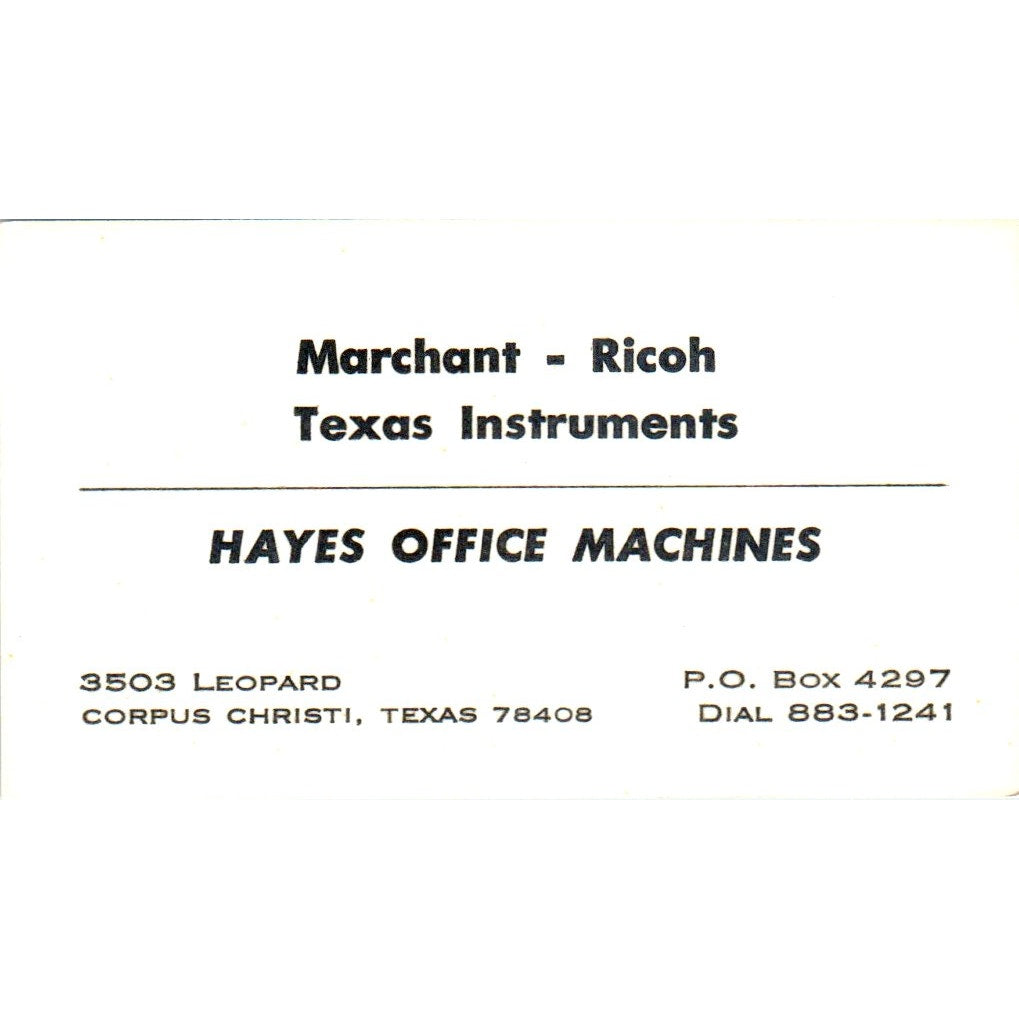 Marchant - Ricoh
Texas Instruments
HAYES OFFICE MACHINES
3503 Leopard
Corpus Christi, Texas 78408
P.O. Box 4297
Dial 883-1241